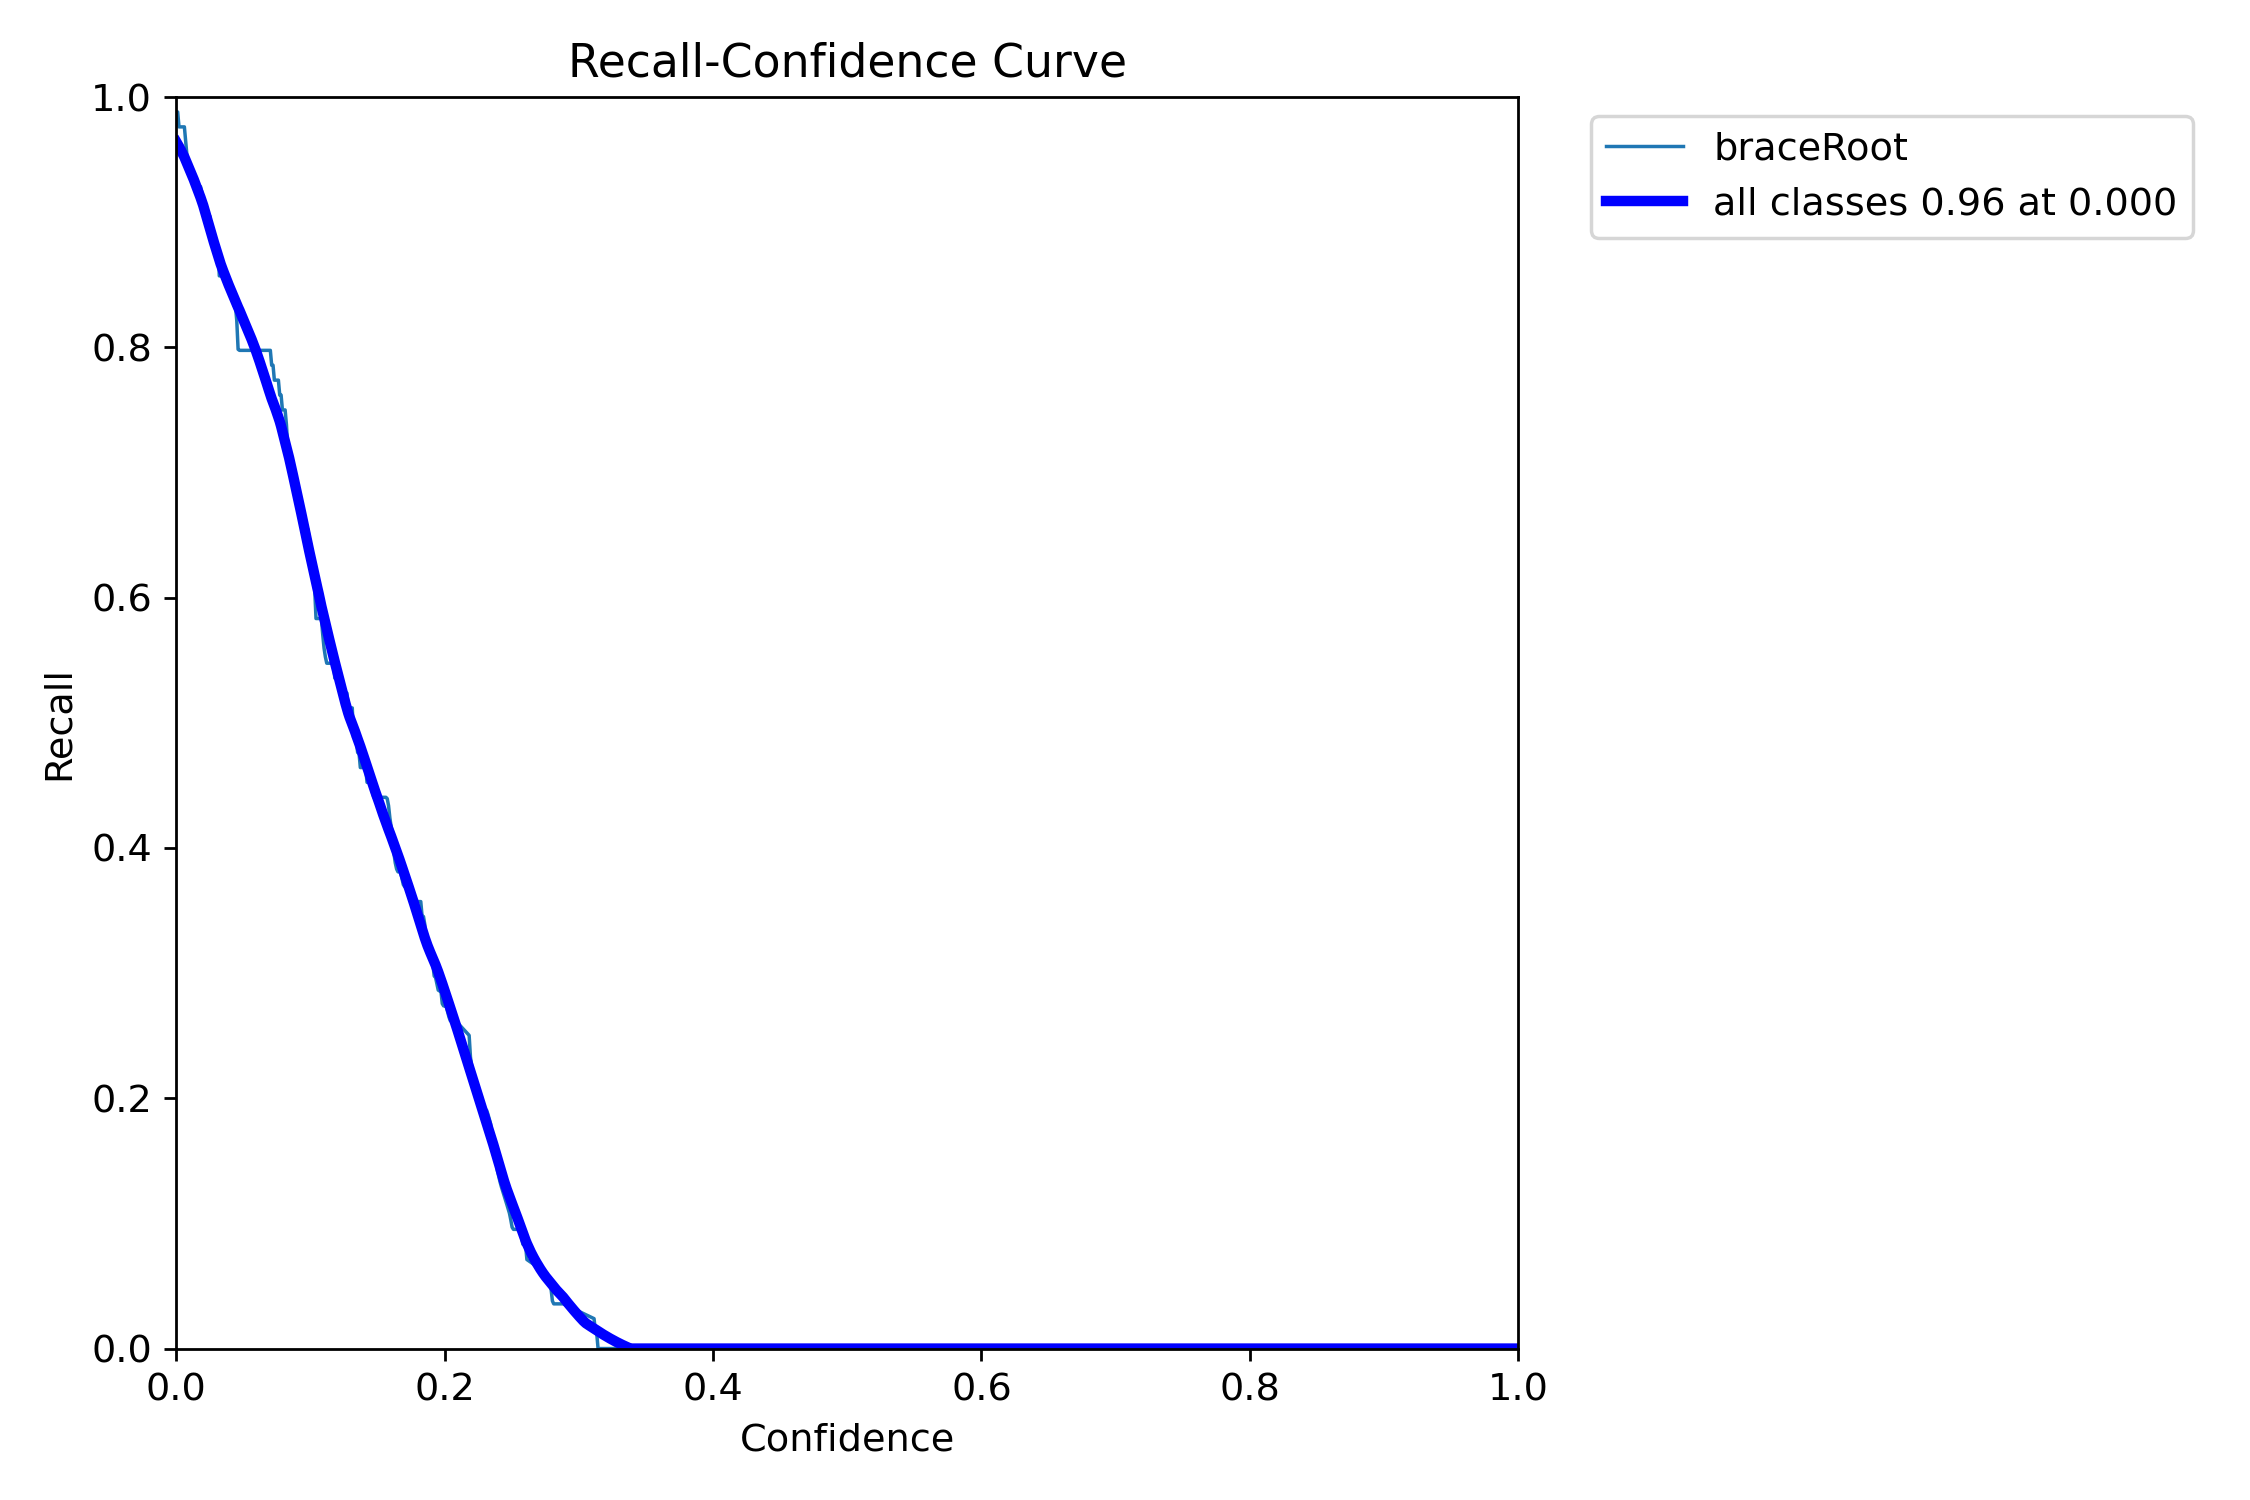 Recall-Confidence Curve
1.0
0.8
0.6
0.4
0.2
0.0
Recall
0.0 0.2 0.4 0.6 0.8 1.0
Confidence
braceRoot
all classes 0.96 at 0.000